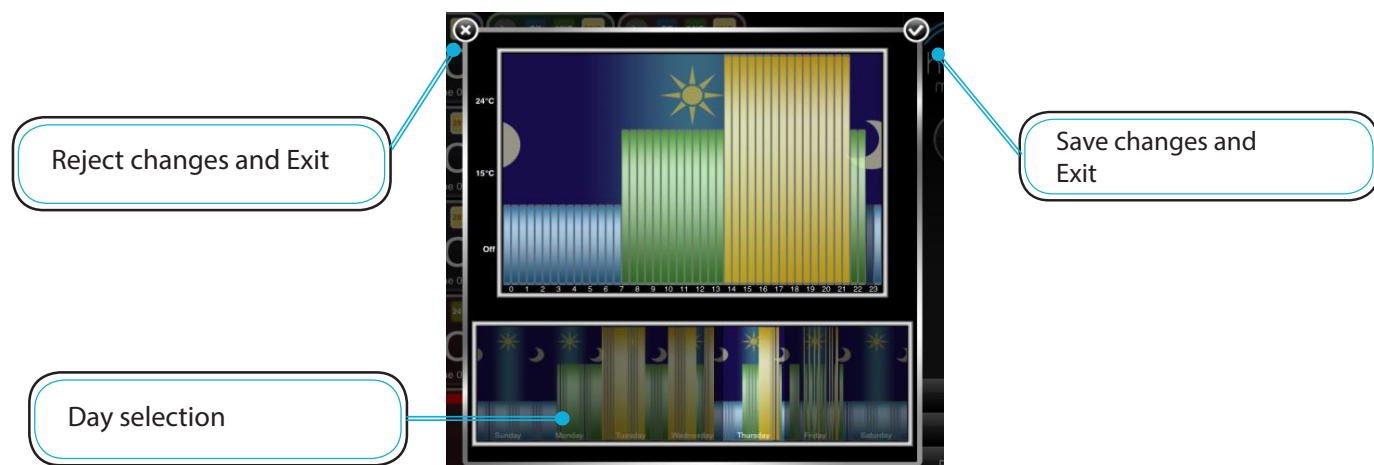 Reject changes and Exit
Save changes and
Exit
24°C
15°C
Off
0 1 2 3 4 5 6 7 8 9 10 11 12 13 14 15 16 17 18 19 20 21 22 23
Day selection
Sunday Monday Tuesday Wednesday Thursday Friday Saturday